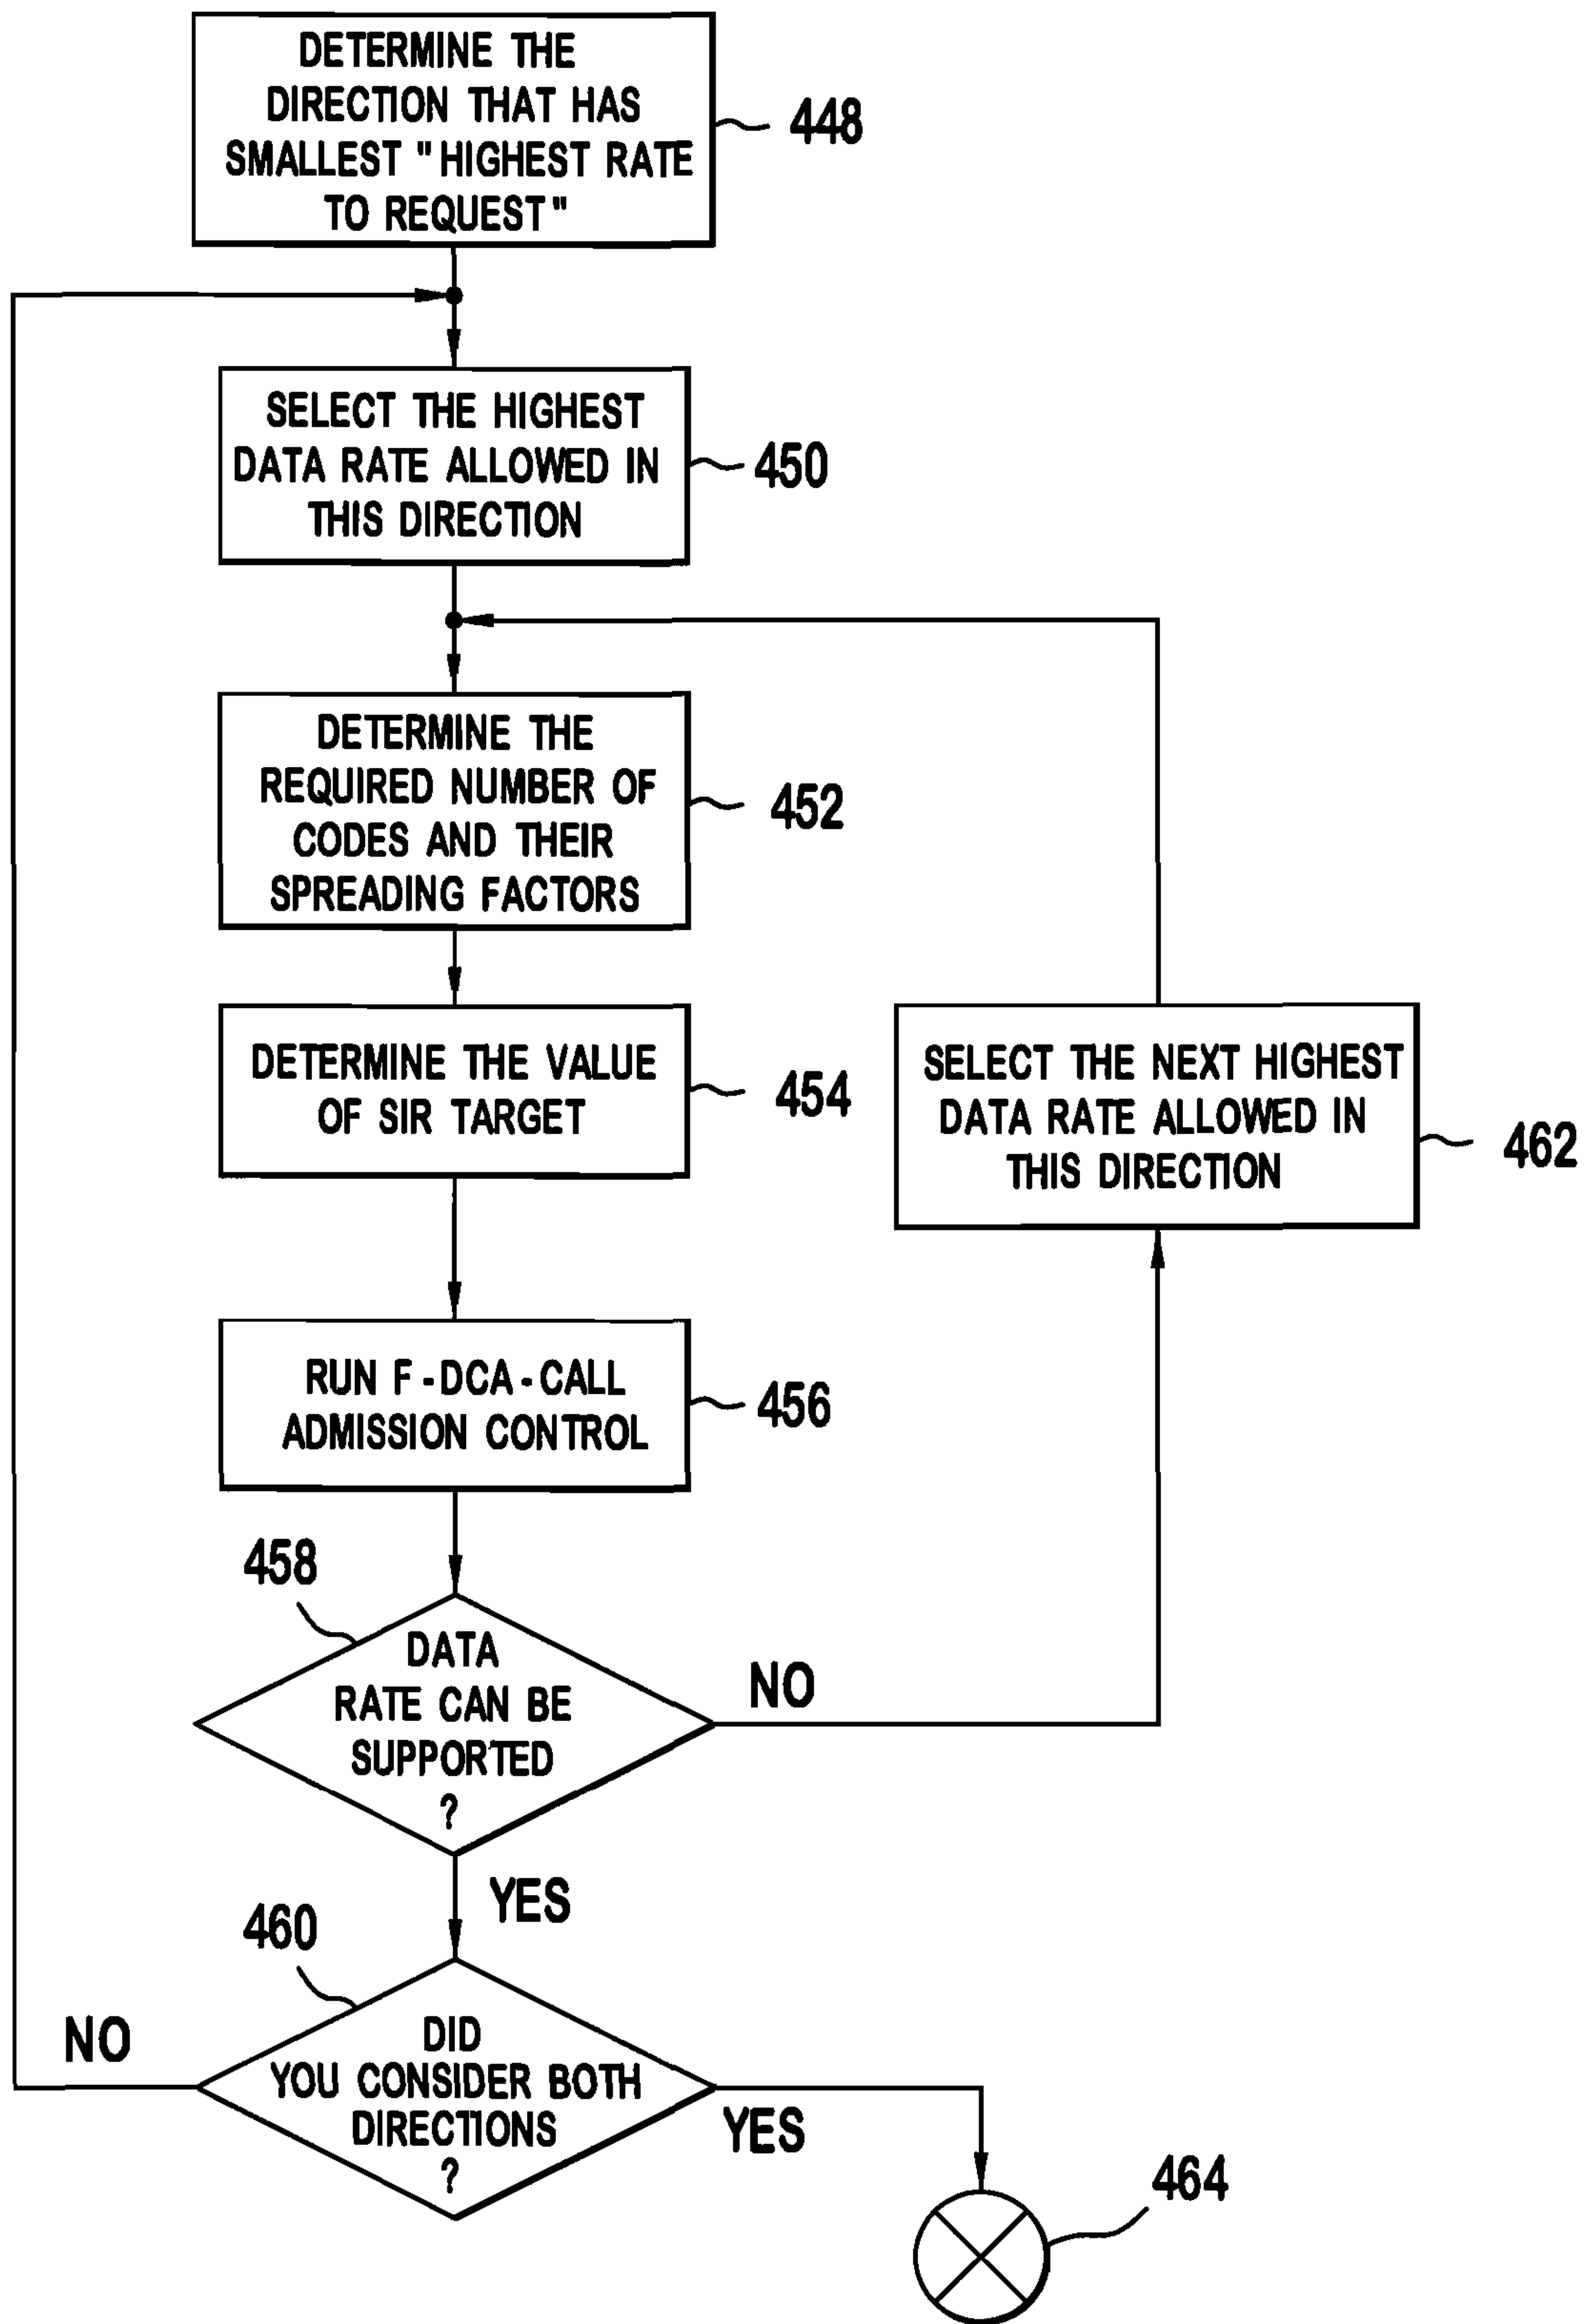 DETERMINE THE
DIRECTION THAT HAS
SMALLEST "HIGHEST RATE
TO REQUEST"
448
SELECT THE HIGHEST
DATA RATE ALLOWED IN
THIS DIRECTION
450
DETERMINE THE
REQUIRED NUMBER OF
CODES AND THEIR
SPREADING FACTORS
452
DETERMINE THE VALUE
OF SIR TARGET
454
SELECT THE NEXT HIGHEST
DATA RATE ALLOWED IN
THIS DIRECTION
462
RUN F-DCA-CALL
ADMISSION CONTROL
456
458
DATA
RATE CAN BE
SUPPORTED
?
NO
YES
460
DID
YOU CONSIDER BOTH
DIRECTIONS
?
NO
YES
464